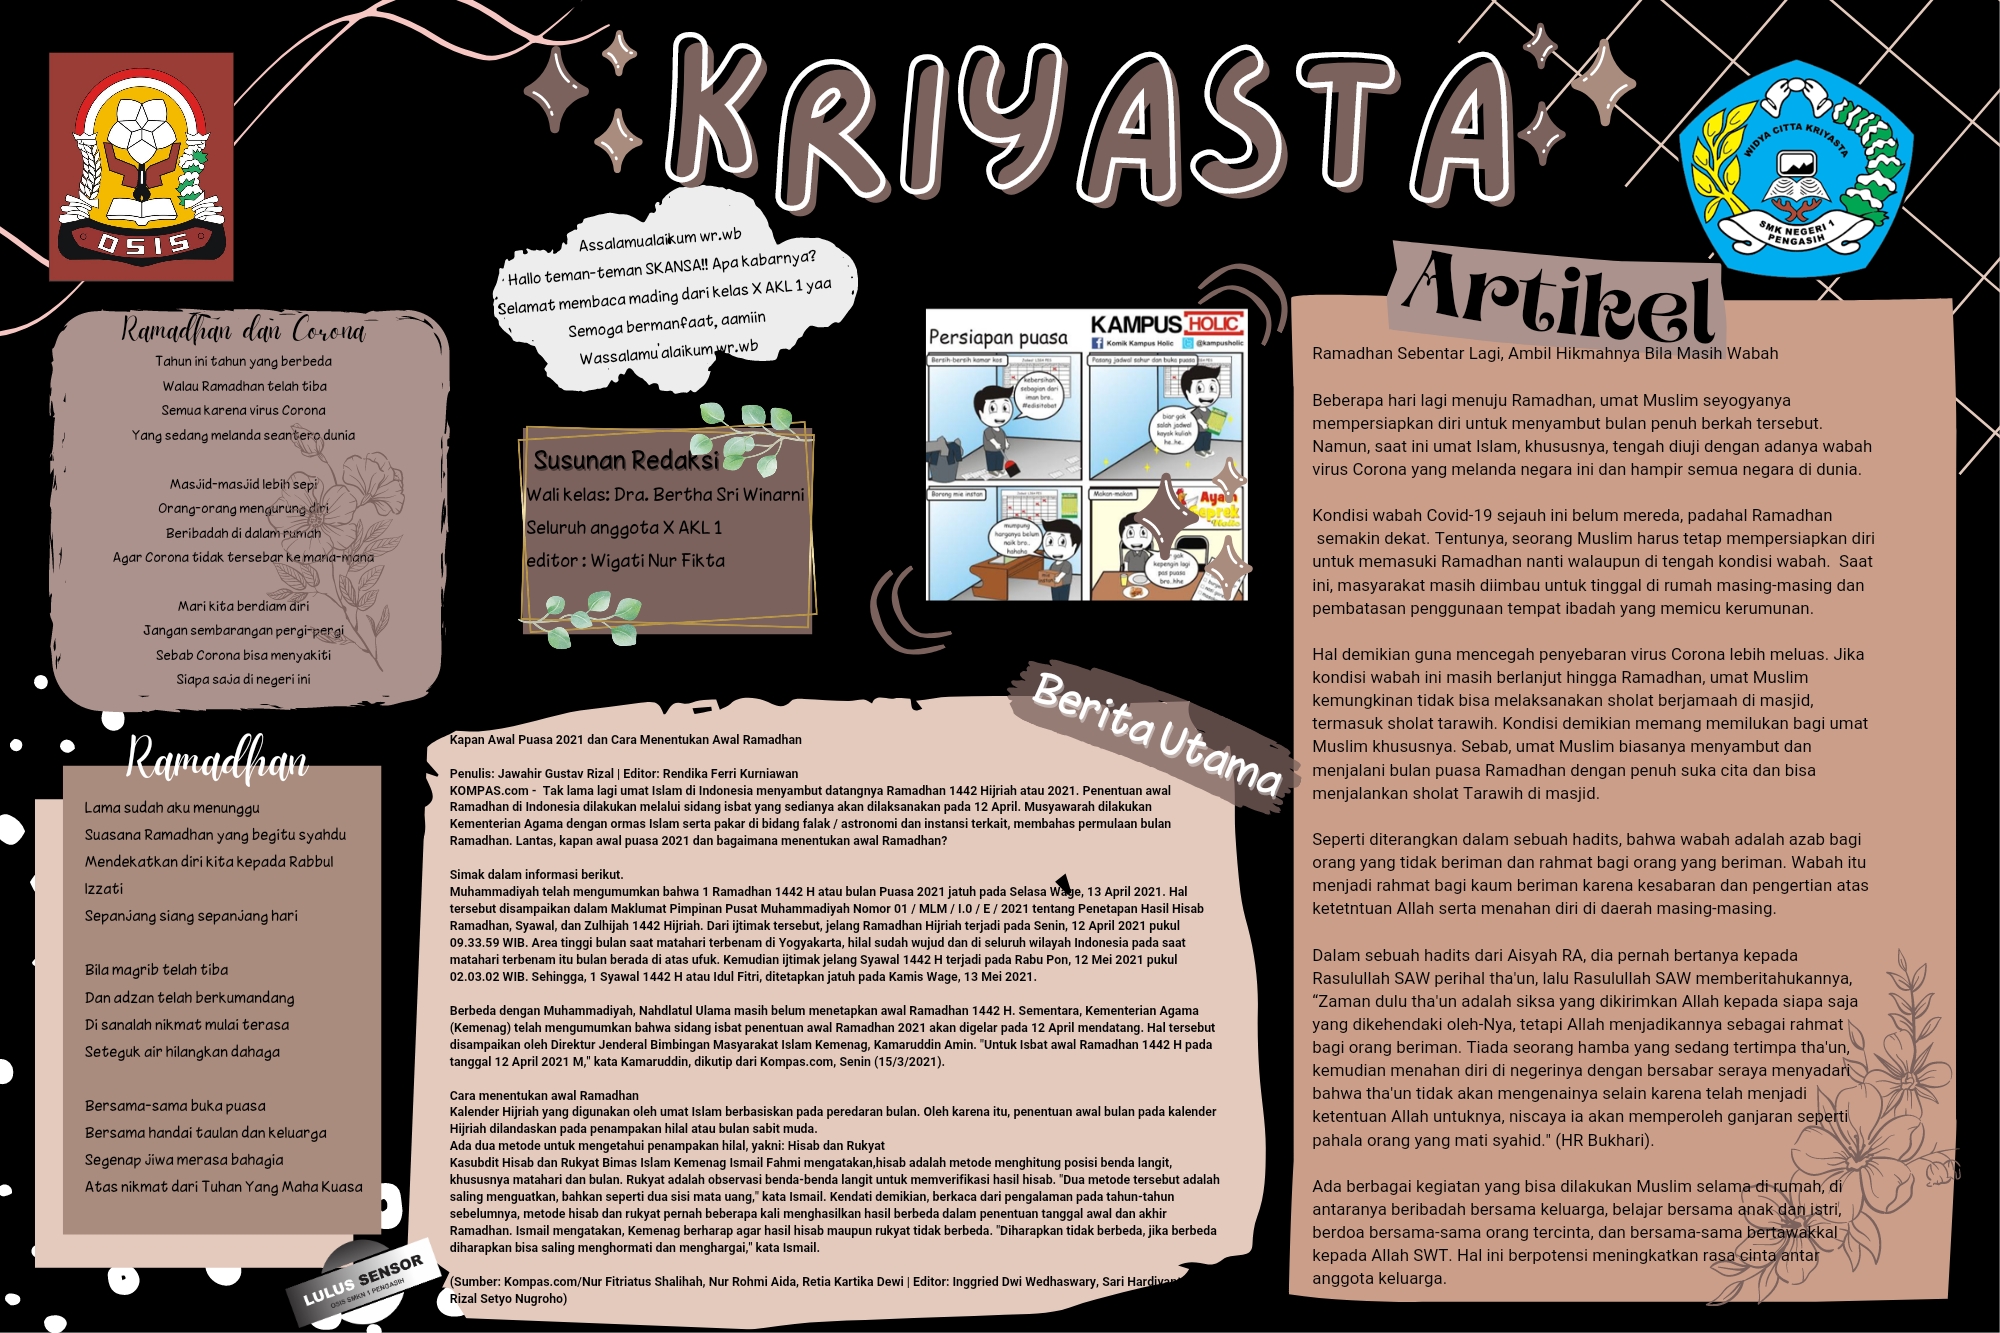 KRIYASTA
OSIS
WIDYA CITTA KRIYASTA
SMK NEGERI 1
PENGASIH
Assalamualaikum wr.wb
Hallo teman-teman SKANSA!! Apa kabarnya?
Selamat membaca mading dari kelas X AKL 1 yaa
Semoga bermanfaat, aamiin
Wassalamu'alaikum wr.wb
Ramadhan dan Corona
Tahun ini tahun yang berbeda
Walau Ramadhan telah tiba
Semua karena virus Corona
Yang sedang melanda seantero dunia
Masjid-masjid lebih sepi
Orang-orang mengurung diri
Beribadah di dalam rumah
Agar Corona tidak tersebar ke mana-mana
Mari kita berdiam diri
Jangan sembarangan pergi-pergi
Sebab Corona bisa menyakiti
Siapa saja di negeri ini
Susunan Redaksi
Wali kelas: Dra. Bertha Sri Winarni
Seluruh anggota X AKL 1
editor : Wigati Nur Fikta
Persiapan puasa
KAMPUS HOLIC
Komik Kampus Holic
@kampusholic
Bersih-bersih kamar kos
kebersihan
sebagian dari
iman bro..
#edisitobat
Pasang jadwal sahur dan buka puasa
biar gak
salah jadwal
kayak kuliah
he..he..
Borong mie instan
mumpung
harganya belum
naik bro..
hahaha
Makan-makan
Ayam
Geprek
gak
kepengin lagi
pas puasa
bro..hhe
Ramadhan
Lama sudah aku menunggu
Suasana Ramadhan yang begitu syahdu
Mendekatkan diri kita kepada Rabbul
Izzati
Sepanjang siang sepanjang hari
Bila magrib telah tiba
Dan adzan telah berkumandang
Di sanalah nikmat mulai terasa
Seteguk air hilangkan dahaga
Bersama-sama buka puasa
Bersama handai taulan dan keluarga
Segenap jiwa merasa bahagia
Atas nikmat dari Tuhan Yang Maha Kuasa
LULUS SENSOR
OSIS SMKN 1 PENGASIH
Berita Utama
Kapan Awal Puasa 2021 dan Cara Menentukan Awal Ramadhan
Penulis: Jawahir Gustav Rizal | Editor: Rendika Ferri Kurniawan
KOMPAS.com - Tak lama lagi umat Islam di Indonesia menyambut datangnya Ramadhan 1442 Hijriah atau 2021. Penentuan awal
Ramadhan di Indonesia dilakukan melalui sidang isbat yang sedianya akan dilaksanakan pada 12 April. Musyawarah dilakukan
Kementerian Agama dengan ormas Islam serta pakar di bidang falak / astronomi dan instansi terkait, membahas permulaan bulan
Ramadhan. Lantas, kapan awal puasa 2021 dan bagaimana menentukan awal Ramadhan?
Simak dalam informasi berikut.
Muhammadiyah telah mengumumkan bahwa 1 Ramadhan 1442 H atau bulan Puasa 2021 jatuh pada Selasa Wage, 13 April 2021. Hal
tersebut disampaikan dalam Maklumat Pimpinan Pusat Muhammadiyah Nomor 01 / MLM / I.0 / E / 2021 tentang Penetapan Hasil Hisab
Ramadhan, Syawal, dan Zulhijah 1442 Hijriah. Dari ijtimak tersebut, jelang Ramadhan Hijriah terjadi pada Senin, 12 April 2021 pukul
09.33.59 WIB. Area tinggi bulan saat matahari terbenam di Yogyakarta, hilal sudah wujud dan di seluruh wilayah Indonesia pada saat
matahari terbenam itu bulan berada di atas ufuk. Kemudian ijtimak jelang Syawal 1442 H terjadi pada Rabu Pon, 12 Mei 2021 pukul
02.03.02 WIB. Sehingga, 1 Syawal 1442 H atau Idul Fitri, ditetapkan jatuh pada Kamis Wage, 13 Mei 2021.
Berbeda dengan Muhammadiyah, Nahdlatul Ulama masih belum menetapkan awal Ramadhan 1442 H. Sementara, Kementerian Agama
(Kemenag) telah mengumumkan bahwa sidang isbat penentuan awal Ramadhan 2021 akan digelar pada 12 April mendatang. Hal tersebut
disampaikan oleh Direktur Jenderal Bimbingan Masyarakat Islam Kemenag, Kamaruddin Amin. "Untuk Isbat awal Ramadhan 1442 H pada
tanggal 12 April 2021 M," kata Kamaruddin, dikutip dari Kompas.com, Senin (15/3/2021).
Cara menentukan awal Ramadhan
Kalender Hijriah yang digunakan oleh umat Islam berbasiskan pada peredaran bulan. Oleh karena itu, penentuan awal bulan pada kalender
Hijriah dilandaskan pada penampakan hilal atau bulan sabit muda.
Ada dua metode untuk mengetahui penampakan hilal, yakni: Hisab dan Rukyat
Kasubdit Hisab dan Rukyat Bimas Islam Kemenag Ismail Fahmi mengatakan,hisab adalah metode menghitung posisi benda langit,
khususnya matahari dan bulan. Rukyat adalah observasi benda-benda langit untuk memverifikasi hasil hisab. "Dua metode tersebut adalah
saling menguatkan, bahkan seperti dua sisi mata uang," kata Ismail. Kendati demikian, berkaca dari pengalaman pada tahun-tahun
sebelumnya, metode hisab dan rukyat pernah beberapa kali menghasilkan hasil berbeda dalam penentuan tanggal awal dan akhir
Ramadhan. Ismail mengatakan, Kemenag berharap agar hasil hisab maupun rukyat tidak berbeda. "Diharapkan tidak berbeda, jika berbeda
diharapkan bisa saling menghormati dan menghargai," kata Ismail.
(Sumber: Kompas.com/Nur Fitriatus Shalihah, Nur Rohmi Aida, Retia Kartika Dewi | Editor: Inggried Dwi Wedhaswary, Sari Hardiyan
Rizal Setyo Nugroho)
Artikel
Ramadhan Sebentar Lagi, Ambil Hikmahnya Bila Masih Wabah
Beberapa hari lagi menuju Ramadhan, umat Muslim seyogyanya
mempersiapkan diri untuk menyambut bulan penuh berkah tersebut.
Namun, saat ini umat Islam, khususnya, tengah diuji dengan adanya wabah
virus Corona yang melanda negara ini dan hampir semua negara di dunia.
Kondisi wabah Covid-19 sejauh ini belum mereda, padahal Ramadhan
semakin dekat. Tentunya, seorang Muslim harus tetap mempersiapkan diri
untuk memasuki Ramadhan nanti walaupun di tengah kondisi wabah. Saat
ini, masyarakat masih diimbau untuk tinggal di rumah masing-masing dan
pembatasan penggunaan tempat ibadah yang memicu kerumunan.
Hal demikian guna mencegah penyebaran virus Corona lebih meluas. Jika
kondisi wabah ini masih berlanjut hingga Ramadhan, umat Muslim
kemungkinan tidak bisa melaksanakan sholat berjamaah di masjid,
termasuk sholat tarawih. Kondisi demikian memang memilukan bagi umat
Muslim khususnya. Sebab, umat Muslim biasanya menyambut dan
menjalani bulan puasa Ramadhan dengan penuh suka cita dan bisa
menjalankan sholat Tarawih di masjid.
Seperti diterangkan dalam sebuah hadits, bahwa wabah adalah azab bagi
orang yang tidak beriman dan rahmat bagi orang yang beriman. Wabah itu
menjadi rahmat bagi kaum beriman karena kesabaran dan pengertian atas
ketetntuan Allah serta menahan diri di daerah masing-masing.
Dalam sebuah hadits dari Aisyah RA, dia pernah bertanya kepada
Rasulullah SAW perihal tha'un, lalu Rasulullah SAW memberitahukannya,
“Zaman dulu tha'un adalah siksa yang dikirimkan Allah kepada siapa saja
yang dikehendaki oleh-Nya, tetapi Allah menjadikannya sebagai rahmat
bagi orang beriman. Tiada seorang hamba yang sedang tertimpa tha'un,
kemudian menahan diri di negerinya dengan bersabar seraya menyadari
bahwa tha'un tidak akan mengenainya selain karena telah menjadi
ketentuan Allah untuknya, niscaya ia akan memperoleh ganjaran seperti
pahala orang yang mati syahid." (HR Bukhari).
Ada berbagai kegiatan yang bisa dilakukan Muslim selama di rumah, di
antaranya beribadah bersama keluarga, belajar bersama anak dan istri,
berdoa bersama-sama orang tercinta, dan bersama-sama bertawakkal
kepada Allah SWT. Hal ini berpotensi meningkatkan rasa cinta antar
anggota keluarga.